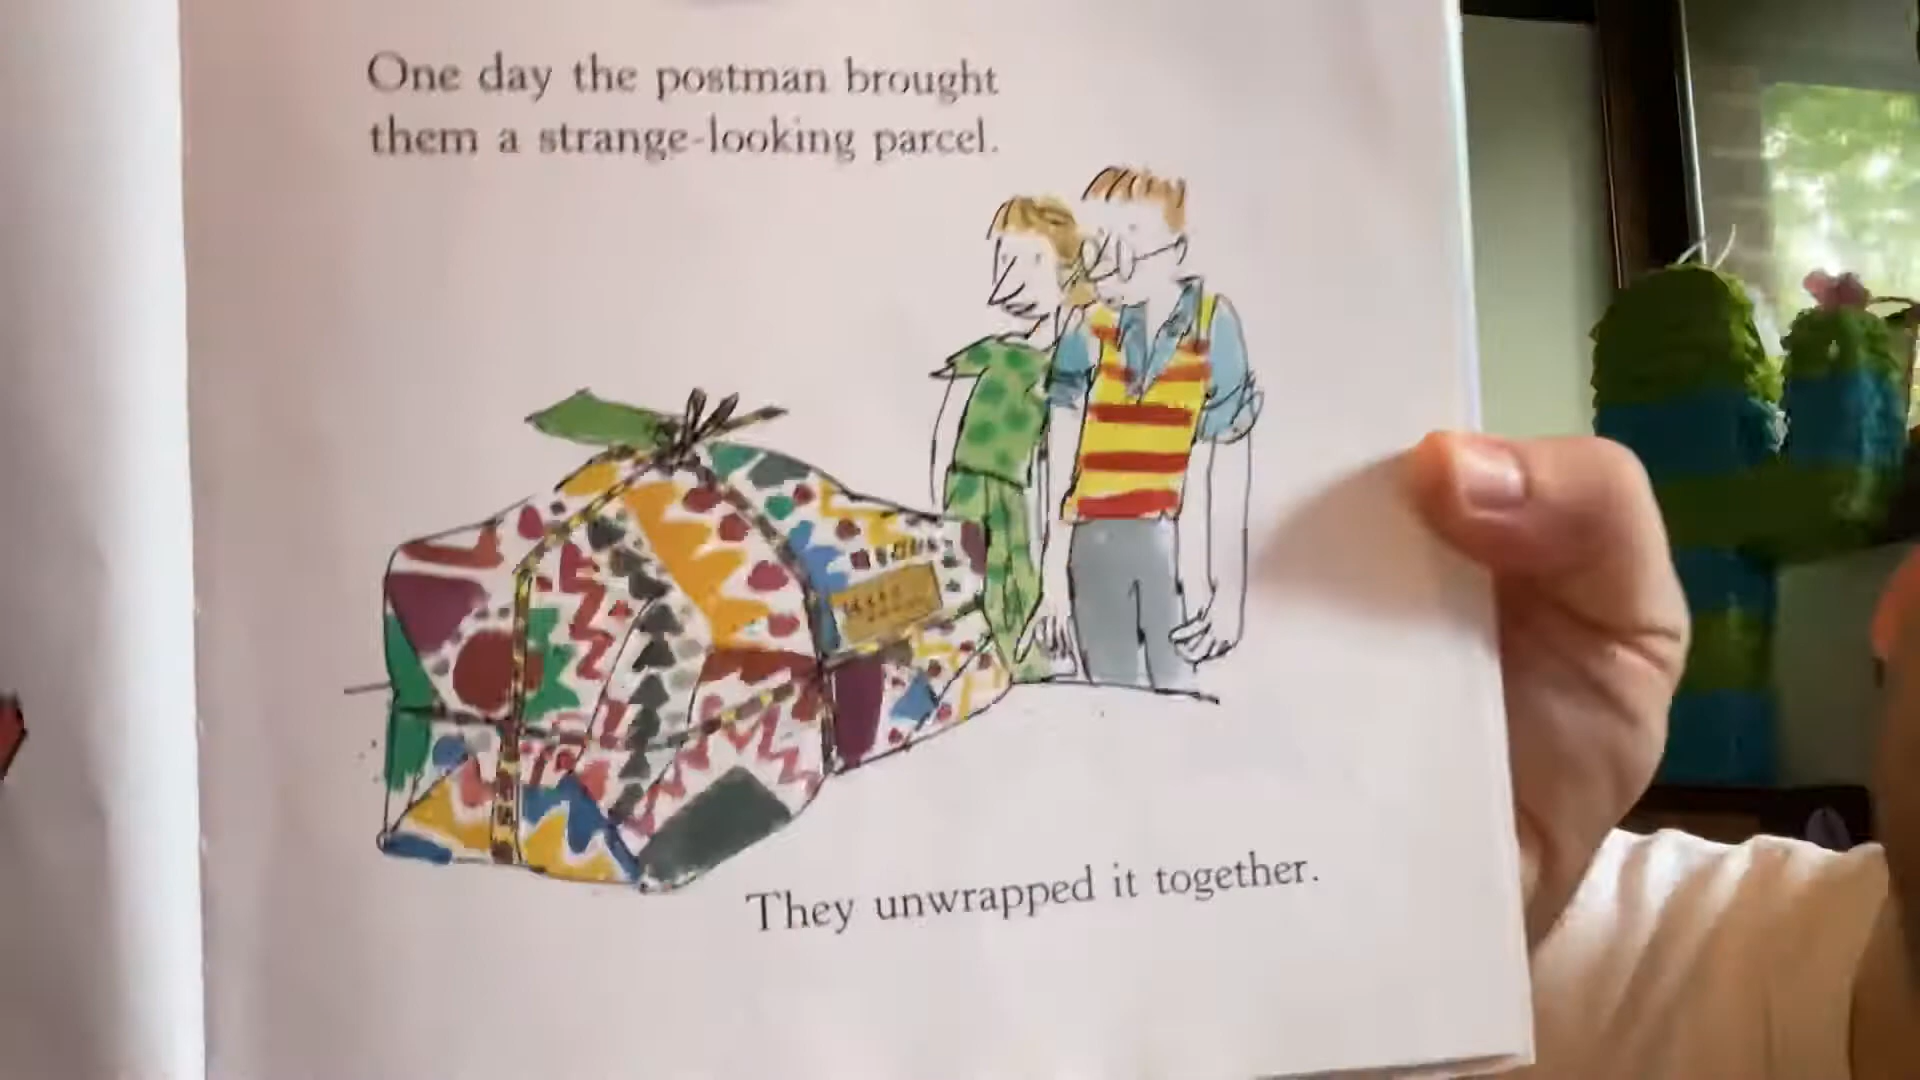 One day the postman brought
them a strange-looking parcel.
They unwrapped it together.